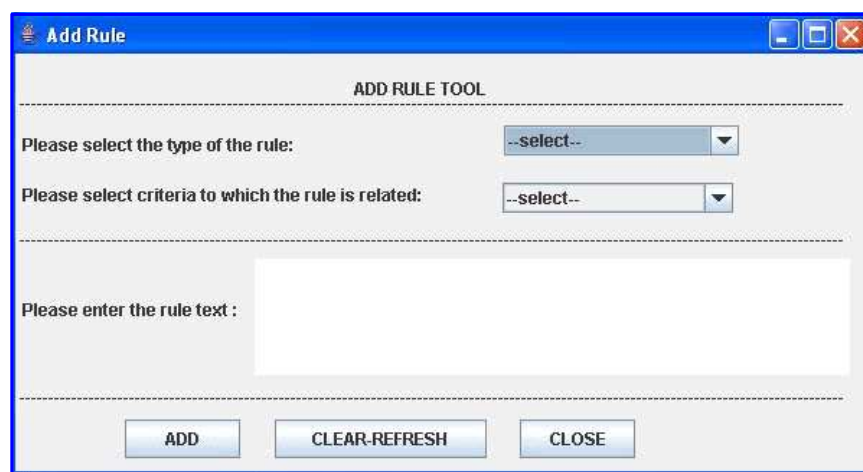 Add Rule
ADD RULE TOOL
Please select the type of the rule: --select--
Please select criteria to which the rule is related: --select--
Please enter the rule text :
ADD CLEAR-REFRESH CLOSE